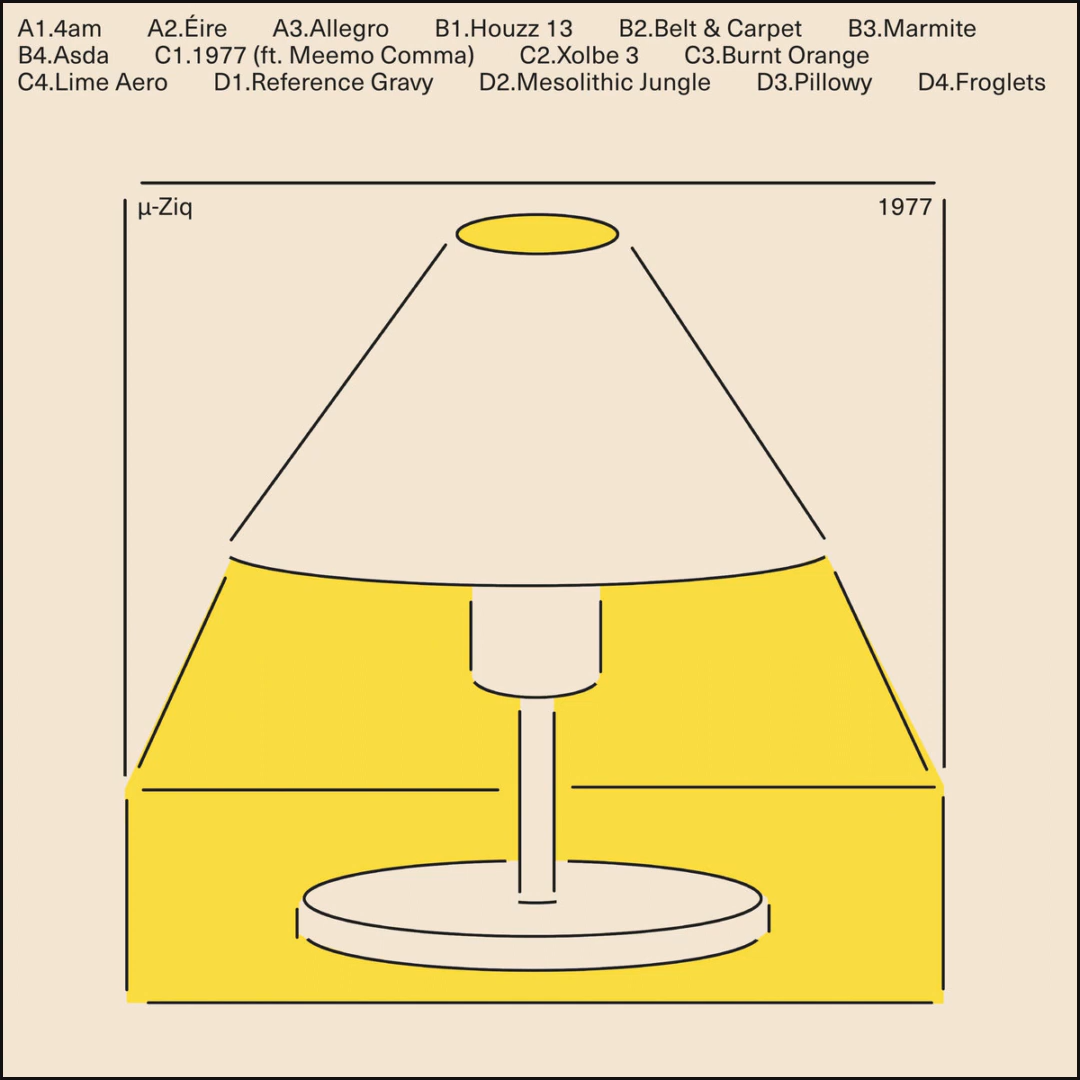 A1.4am A2.Éire A3.Allegro B1.Houzz 13 B2.Belt & Carpet B3.Marmite
B4.Asda C1.1977 (ft. Meemo Comma) C2.Xolbe 3 C3.Burnt Orange
C4.Lime Aero D1.Reference Gravy D2.Mesolithic Jungle D3.Pillowy D4.Froglets
µ-Ziq 1977